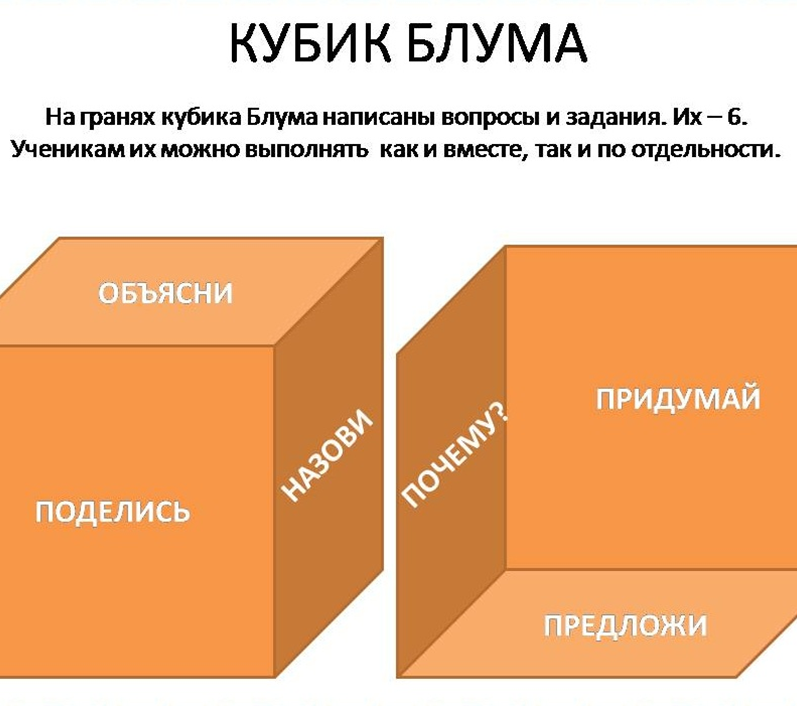 КУБИК БЛУМА
На гранях кубика Блума написаны вопросы и задания. Их – 6.
Ученикам их можно выполнять как и вместе, так и по отдельности.
ОБЪЯСНИ
НАЗОВИ
ПОДЕЛИСЬ
ПОЧЕМУ?
ПРИДУМАЙ
ПРЕДЛОЖИ